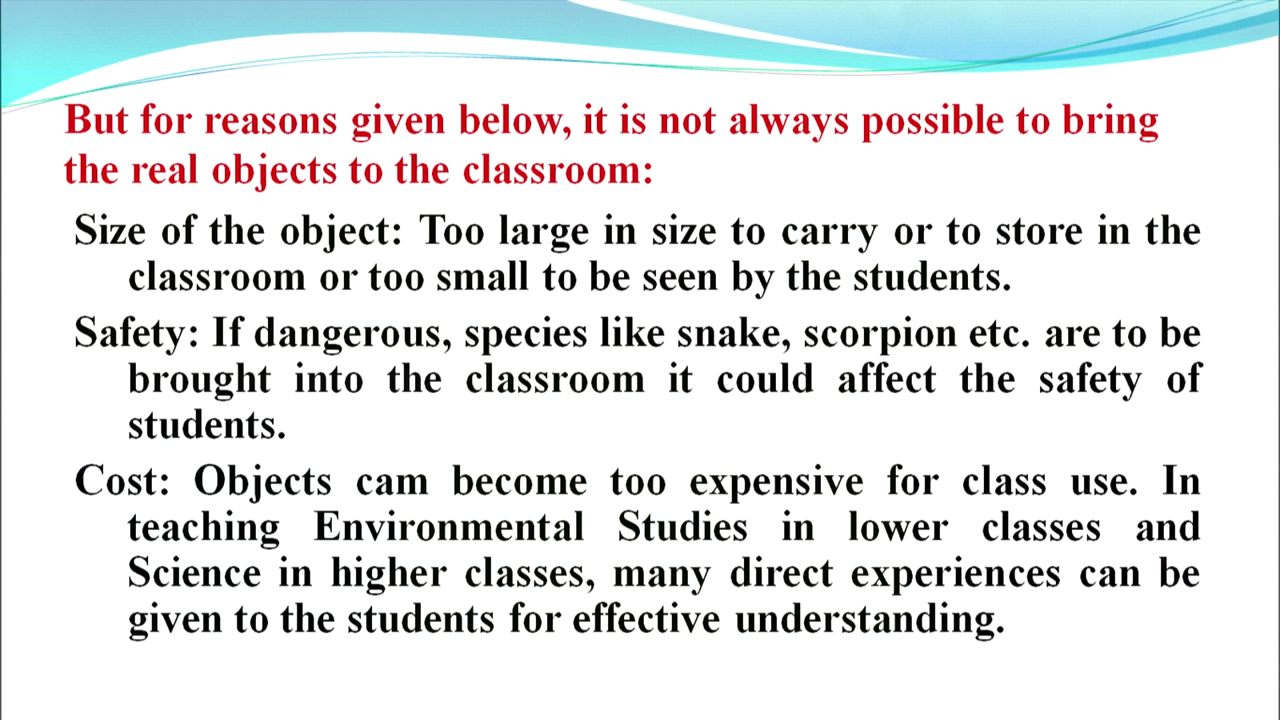 But for reasons given below, it is not always possible to bring
the real objects to the classroom:
Size of the object: Too large in size to carry or to store in the
classroom or too small to be seen by the students.
Safety: If dangerous, species like snake, scorpion etc. are to be
brought into the classroom it could affect the safety of
students.
Cost: Objects cam become too expensive for class use. In
teaching Environmental Studies in lower classes and
Science in higher classes, many direct experiences can be
given to the students for effective understanding.